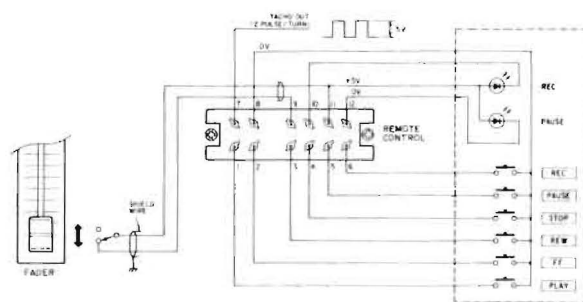 TACHO OUT
(2 PULSE/TURN)
5V
0V
+5V
0V
REC
PAUSE
7 8 9 10 11 12
REMOTE
CONTROL
1 2 3 4 5 6
REC
PAUSE
STOP
REW
FF
PLAY
SHIELD
WIRE
FADER